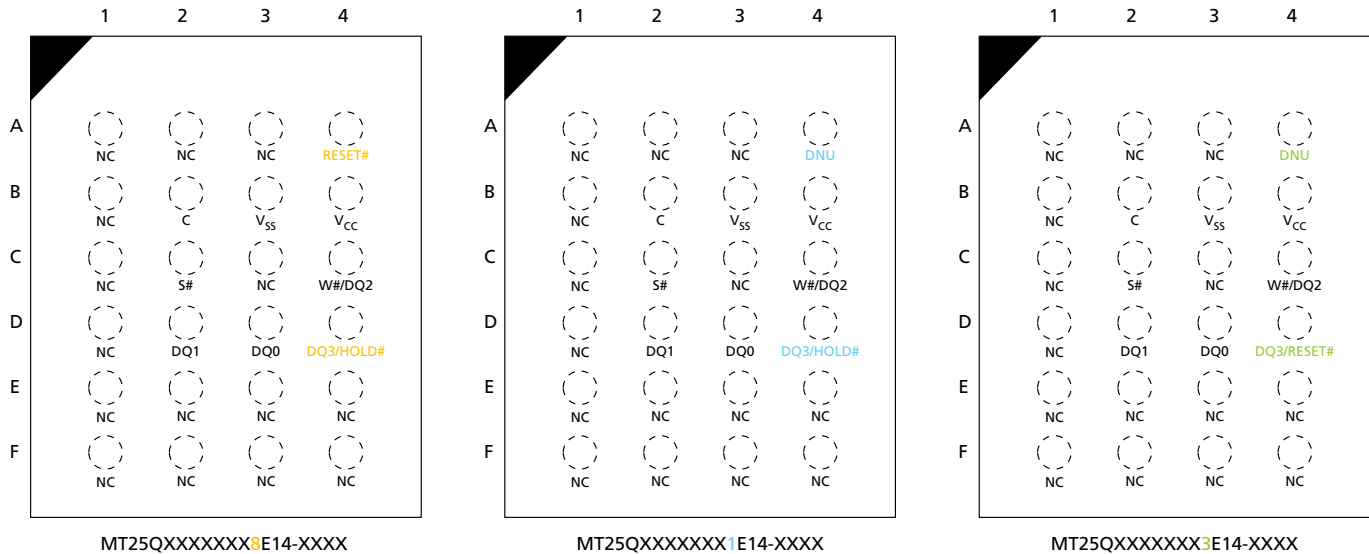 1 2 3 4 1 2 3 4 1 2 3 4
A A A
NC NC NC RESET# NC NC NC DNU NC NC NC DNU
B B B
NC C VSS VCC NC C VSS VCC NC C VSS VCC
C C C
NC S# NC W#/DQ2 NC S# NC W#/DQ2 NC S# NC W#/DQ2
D D D
NC DQ1 DQ0 DQ3/HOLD# NC DQ1 DQ0 DQ3/HOLD# NC DQ1 DQ0 DQ3/RESET#
E E E
NC NC NC NC NC NC NC NC NC NC NC NC
F F F
NC NC NC NC NC NC NC NC NC NC NC NC
MT25QXXXXXXX8E14-XXXX MT25QXXXXXXX1E14-XXXX MT25QXXXXXXX3E14-XXXX